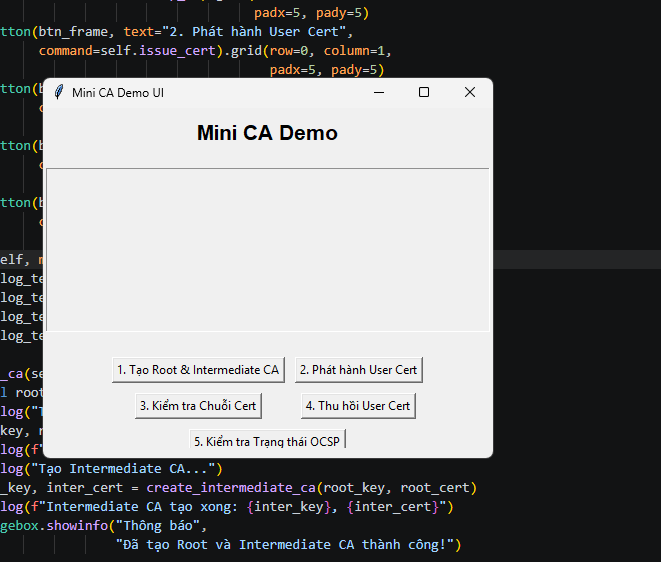 padx=5, pady=5)
tton(btn_frame, text="2. Phát hành User Cert",
command=self.issue_cert).grid(row=0, column=1,
padx=5, pady=5)
tton(b
Mini CA Demo UI
Mini CA Demo
tton(b
tton(b
elf,
log_te
log_te
log_te
log_te
1. Tạo Root & Intermediate CA
2. Phát hành User Cert
_ca(se
3. Kiểm tra Chuỗi Cert
4. Thu hồi User Cert
l root
log("T
key, r
5. Kiểm tra Trạng thái OCSP
log(f"
log("Tạo Intermediate CA...")
_key, inter_cert = create_intermediate_ca(root_key, root_cert)
log(f"Intermediate CA tạo xong: {inter_key}, {inter_cert}")
gebox.showinfo("Thông báo",
"Đã tạo Root và Intermediate CA thành công!")